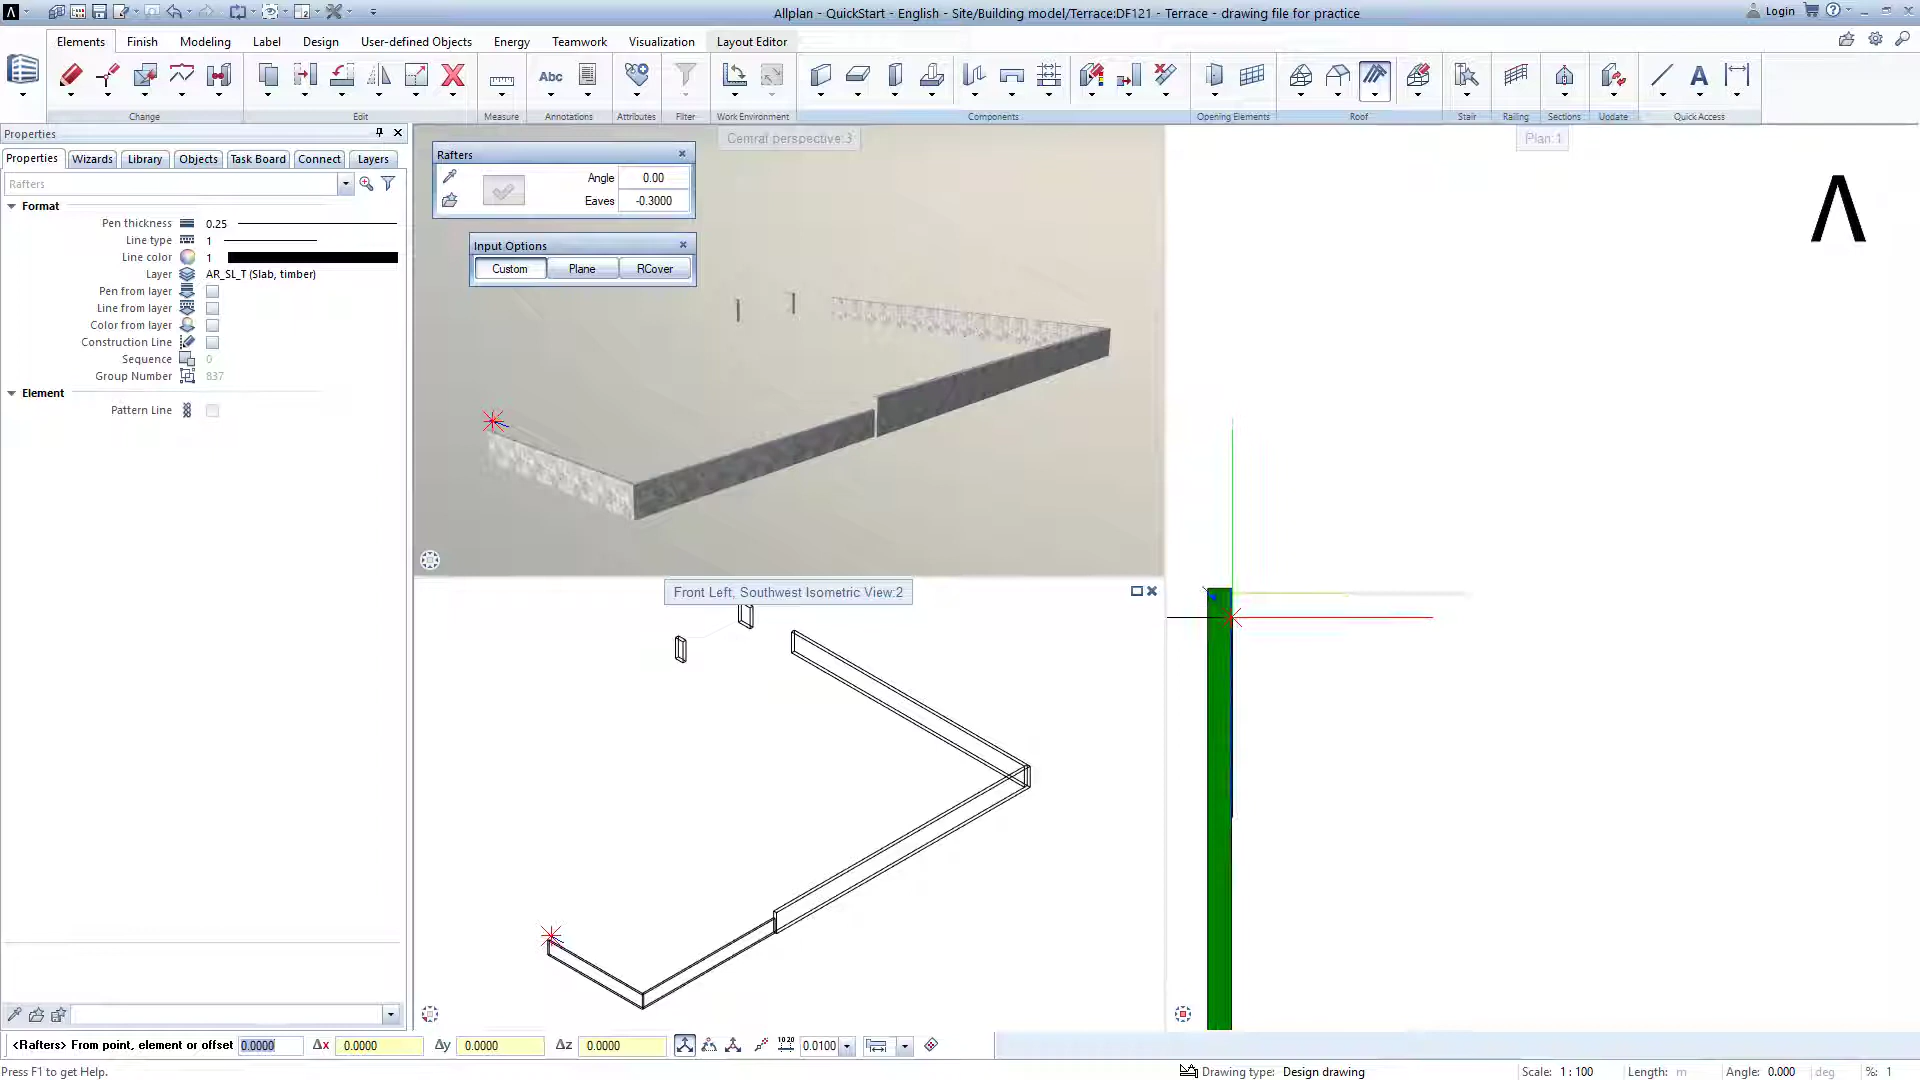 Allplan - QuickStart - English - Site/Building model/Terrace:DF121 - Terrace - drawing file for practice
Login
Elements Finish Modeling Label Design User-defined Objects Energy Teamwork Visualization Layout Editor
Abc
A
Change Edit Measure Annotations Attributes Filter Work Environment Components Opening Elements Roof Stair Railing Sections Update Quick Access
Properties
Properties Wizards Library Objects Task Board Connect Layers
Rafters
Format
Pen thickness 0.25
Line type 1
Line color 1
Layer AR_SL_T (Slab, timber)
Pen from layer
Line from layer
Color from layer
Construction Line
Sequence 0
Group Number 837
Element
Pattern Line
Central perspective:3
Rafters
Angle 0.00
Eaves -0.3000
Input Options
Custom Plane RCover
Plan:1
Front Left, Southwest Isometric View:2
<Rafters> From point, element or offset 0.0000 Δx 0.0000 Δy 0.0000 Δz 0.0000 1020 0.0100
Press F1 to get Help.
Drawing type: Design drawing Scale: 1 : 100 Length: m Angle: 0.000 deg %: 1